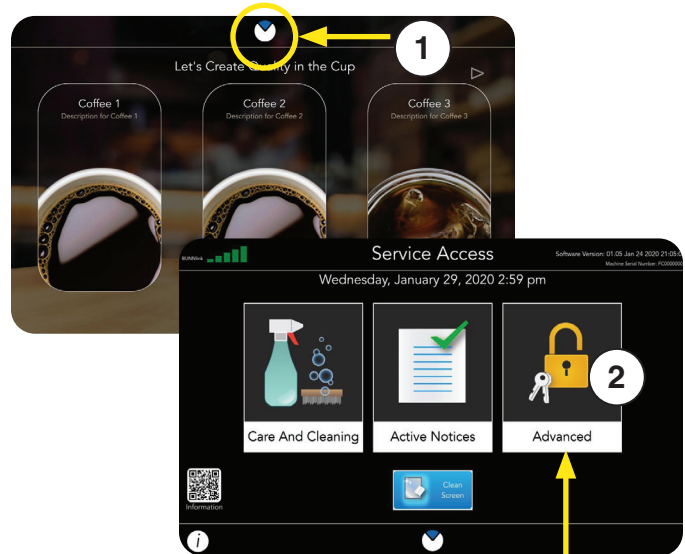 1
Let's Create Quality in the Cup
Coffee 1
Description for Coffee 1
Coffee 2
Description for Coffee 2
Coffee 3
Description for Coffee 3
BUNNlink
Service Access
Software Version: 01.05 Jan 24 2020 21:05:0
Machine Serial Number: FC0000000
Wednesday, January 29, 2020 2:59 pm
2
Care And Cleaning
Active Notices
Advanced
Clean
Screen
Information
i